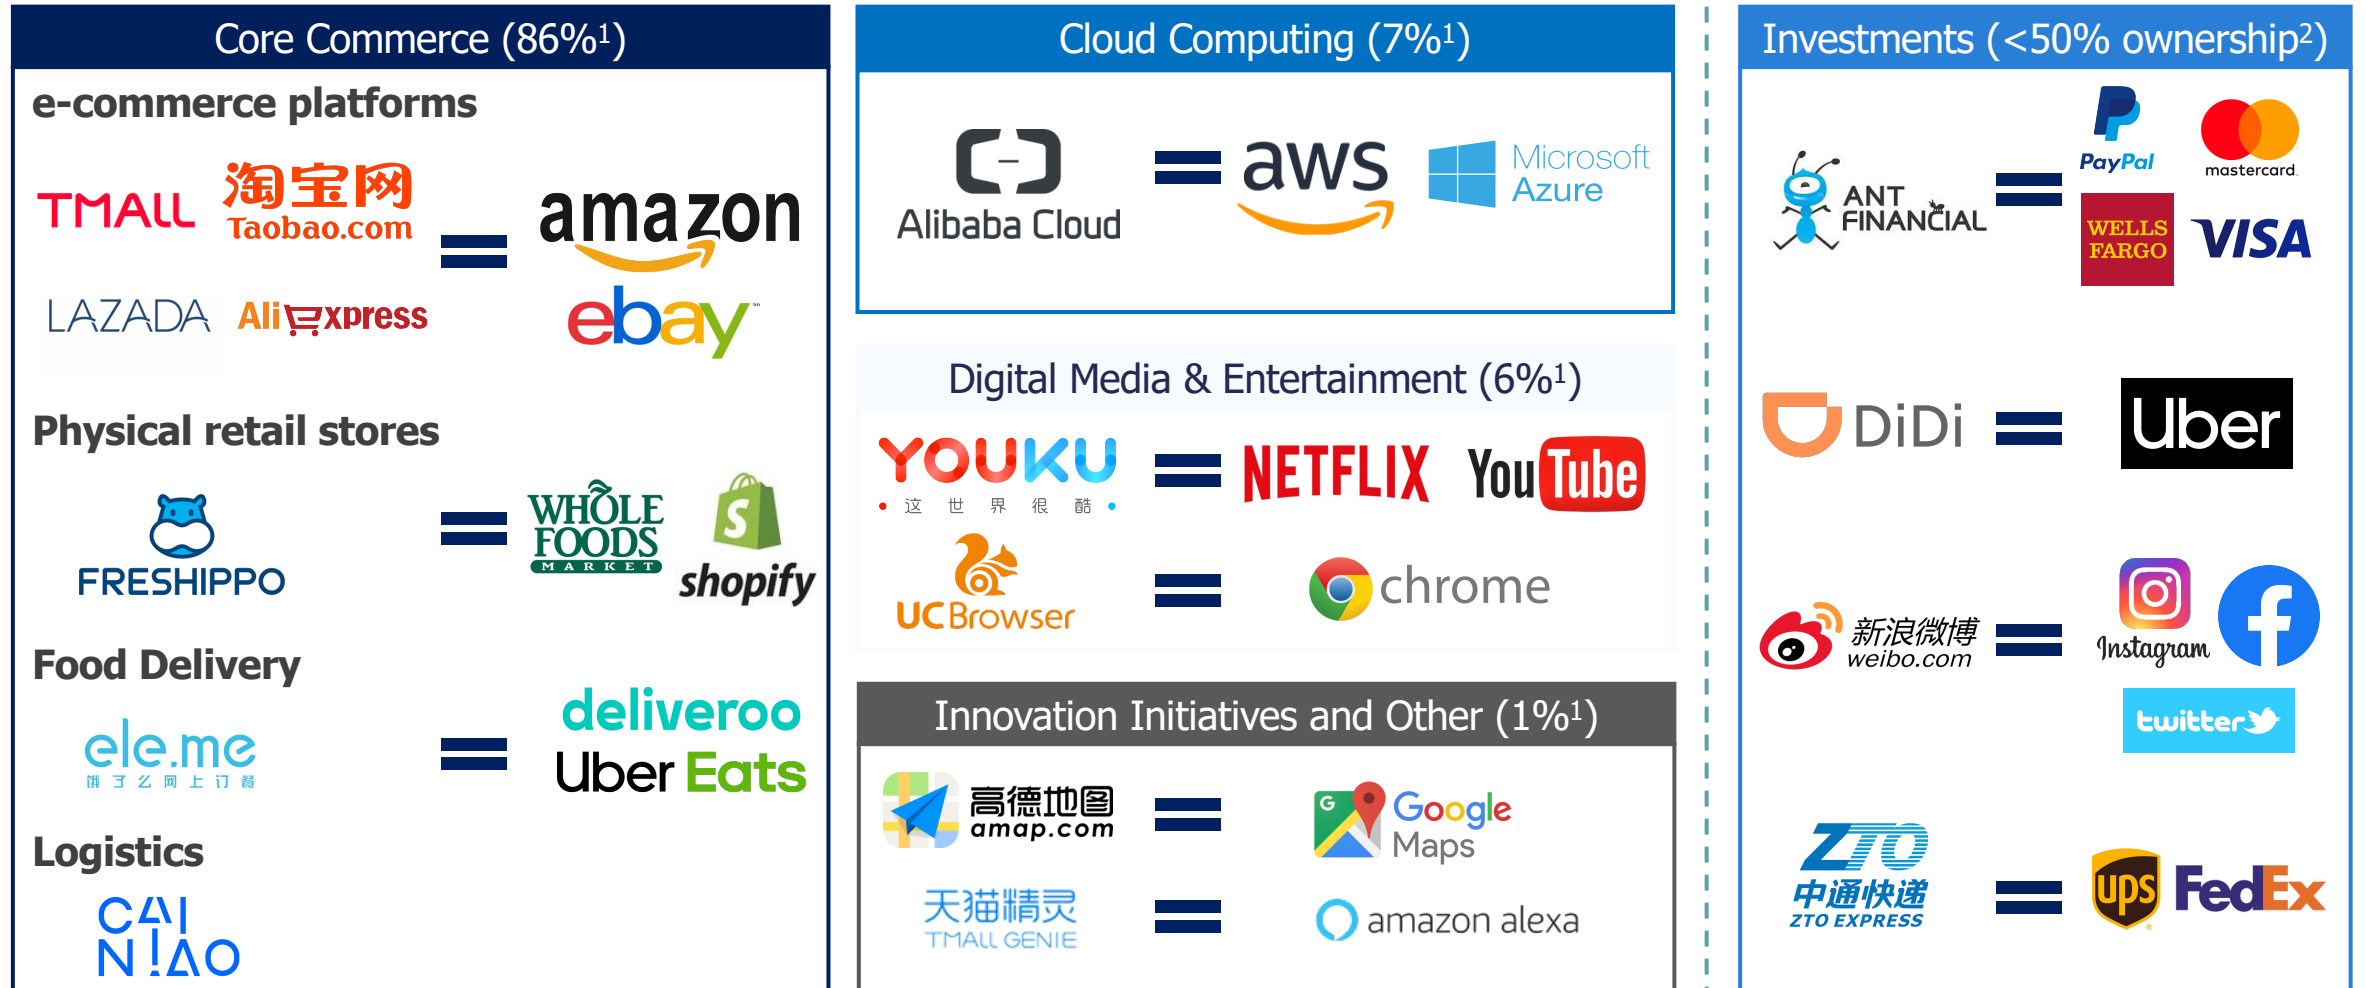 Core Commerce (86%¹)
e-commerce platforms
TMALL
淘宝网
Taobao.com
amazon
LAZADA
AliExpress
ebay™
Physical retail stores
FRESHIPPO
WHOLE
FOODS
MARKET
S
shopify
Food Delivery
ele.me
饿了么网上订餐
deliveroo
Uber Eats
Logistics
CAI
NIAO
Cloud Computing (7%¹)
Alibaba Cloud
aws
Microsoft
Azure
Digital Media & Entertainment (6%¹)
YOUKU
这世界很酷
NETFLIX
YouTube
UC Browser
chrome
Innovation Initiatives and Other (1%¹)
高德地图
amap.com
G
Google
Maps
天猫精灵
TMALL GENIE
amazon alexa
Investments (<50% ownership²)
ANT
FINANCIAL
PayPal
mastercard.
WELLS
FARGO
VISA
DiDi
Uber
新浪微博
weibo.com
Instagram
twitter
ZTO
中通快递
ZTO EXPRESS
ups
FedEx